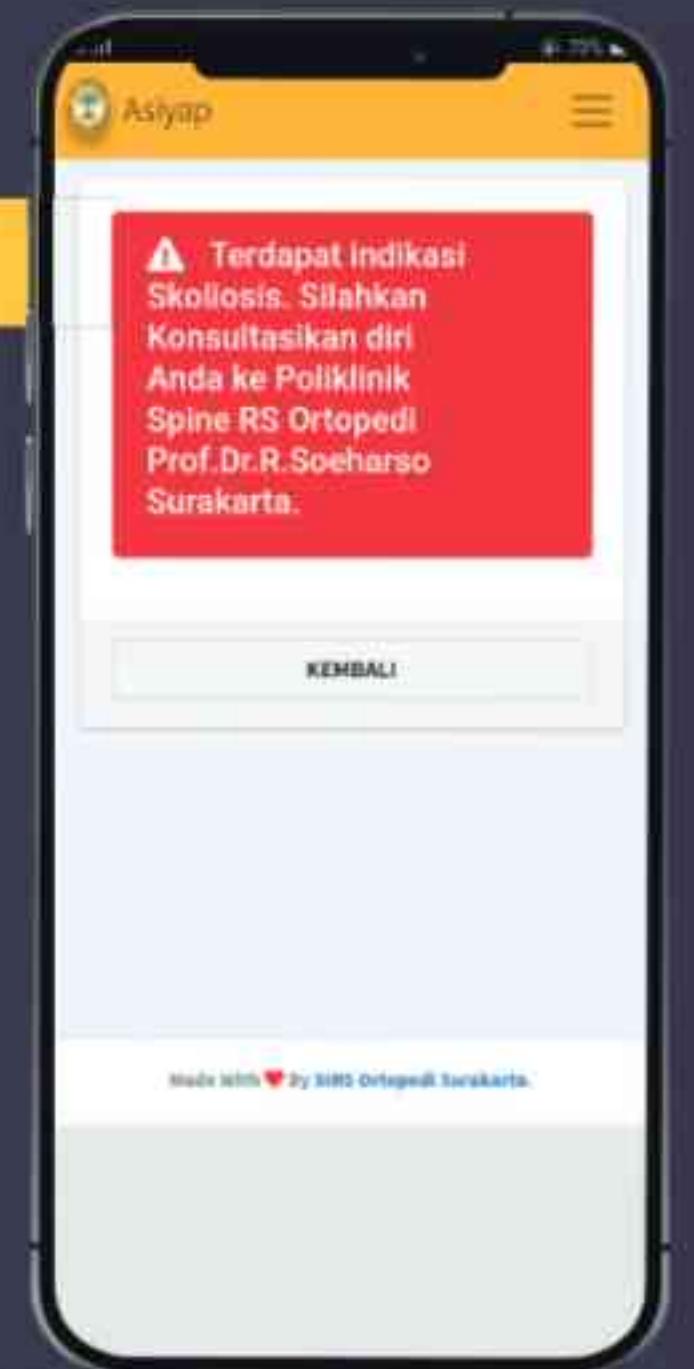 Asiyap
Terdapat Indikasi
Skoliosis. Silahkan
Konsultasikan diri
Anda ke Poliklinik
Spine RS Ortopedi
Prof.Dr.R.Soeharso
Surakarta.
KEMBALI
Made With ❤ By SIRS Ortopedi Surakarta.